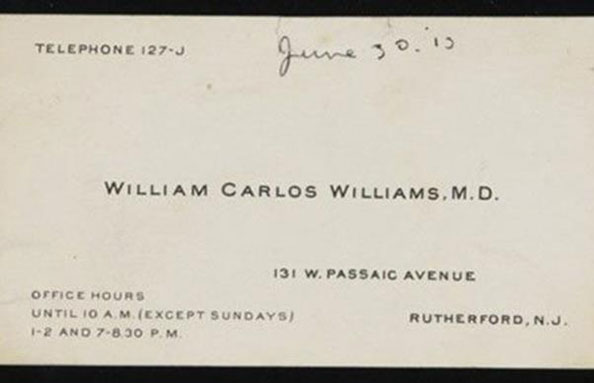 TELEPHONE 127-J
June 30. 13
WILLIAM CARLOS WILLIAMS, M.D.
131 W. PASSAIC AVENUE
RUTHERFORD, N.J.
OFFICE HOURS
UNTIL 10 A.M. (EXCEPT SUNDAYS)
1-2 AND 7-8.30 P.M.